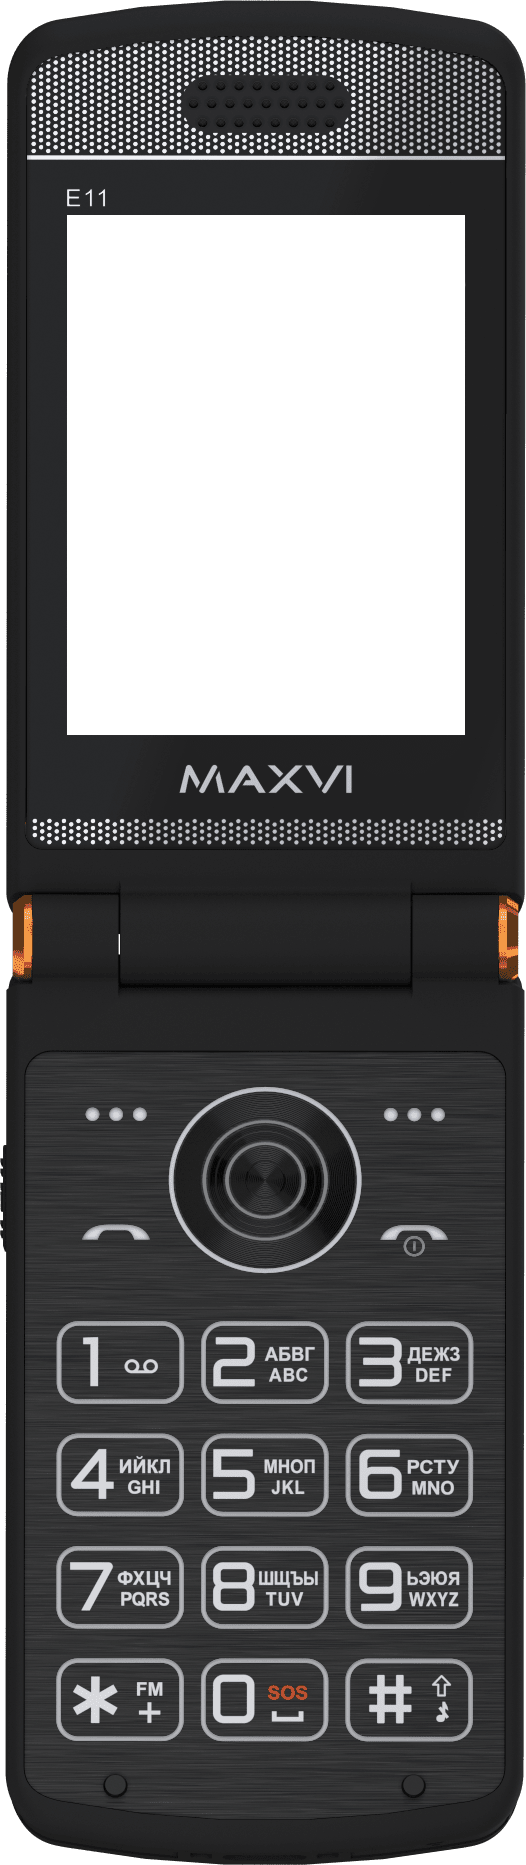 E11
MAXVI
1
2 АБВГ
ABC
3 ДЕЖЗ
DEF
4 ИЙКЛ
GHI
5 МНОП
JKL
6 РСТУ
MNO
7 ФХЦЧ
PQRS
8 ШЩЪЫ
TUV
9 ЬЭЮЯ
WXYZ
* FM
+
0 SOS
#